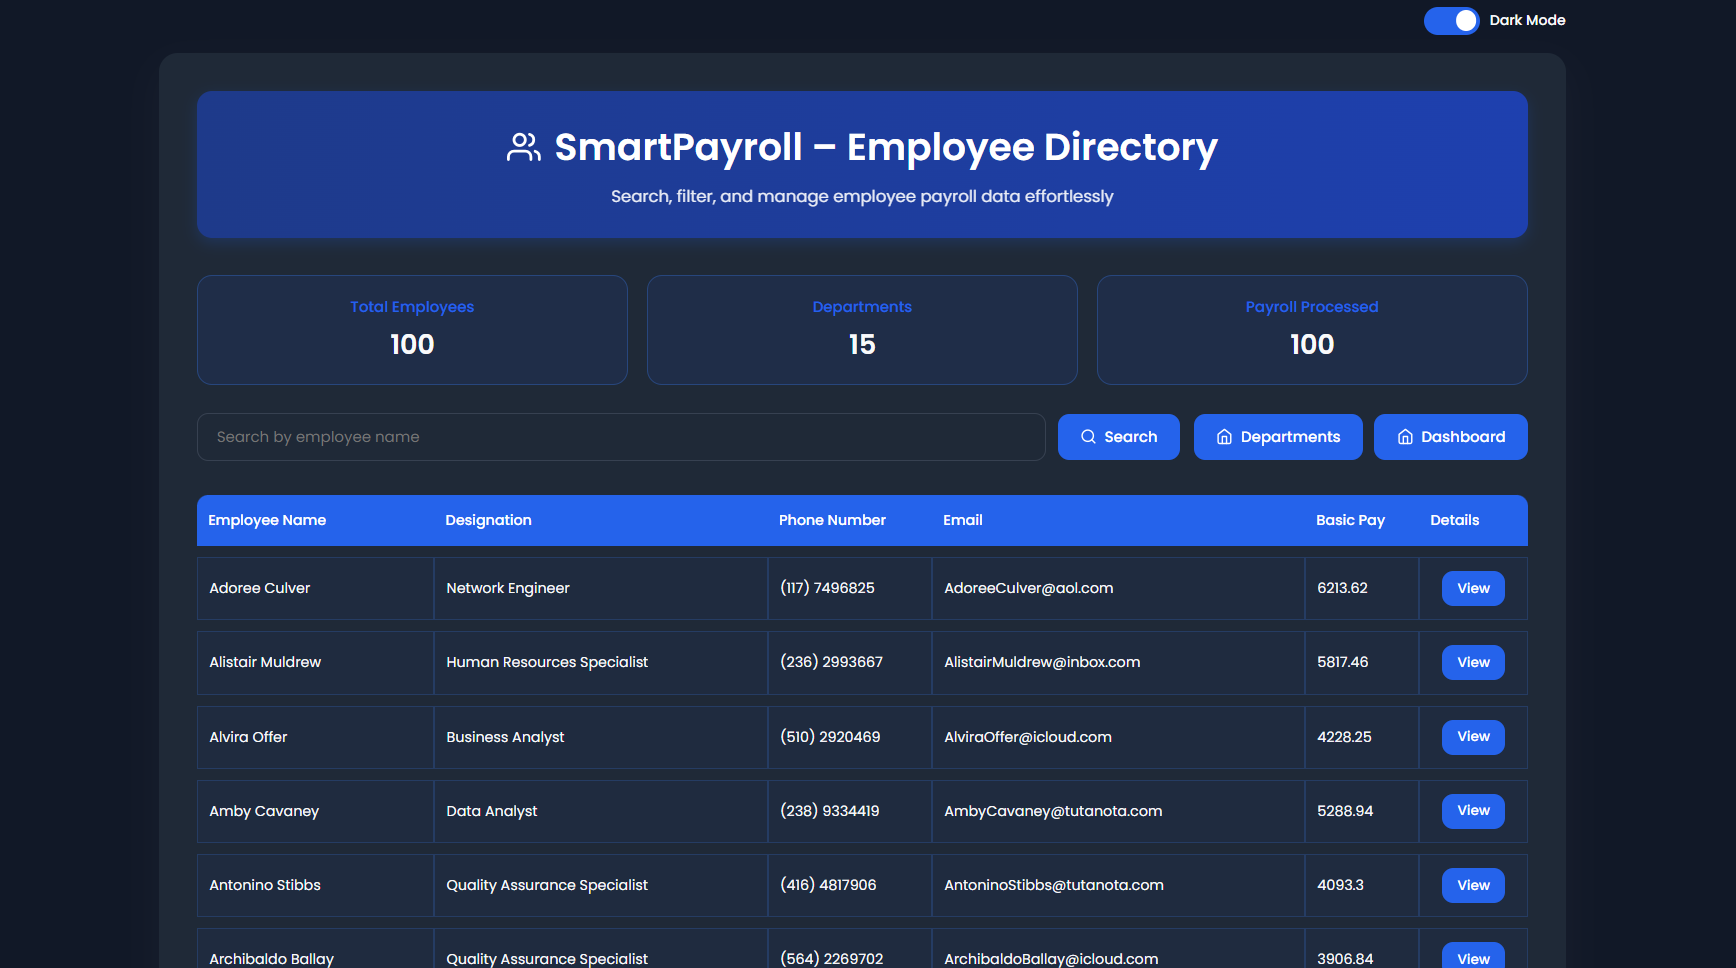 Dark Mode
SmartPayroll – Employee Directory
Search, filter, and manage employee payroll data effortlessly
Total Employees Departments Payroll Processed
100 15 100
Search by employee name Search Departments Dashboard
Employee Name Designation Phone Number Email Basic Pay Details
Adoree Culver Network Engineer (117) 7496825 AdoreeCulver@aol.com 6213.62 View
Alistair Muldrew Human Resources Specialist (236) 2993667 AlistairMuldrew@inbox.com 5817.46 View
Alvira Offer Business Analyst (510) 2920469 AlviraOffer@icloud.com 4228.25 View
Amby Cavaney Data Analyst (238) 9334419 AmbyCavaney@tutanota.com 5288.94 View
Antonino Stibbs Quality Assurance Specialist (416) 4817906 AntoninoStibbs@tutanota.com 4093.3 View
Archibaldo Ballay Quality Assurance Specialist (564) 2269702 ArchibaldoBallay@icloud.com 3906.84 View